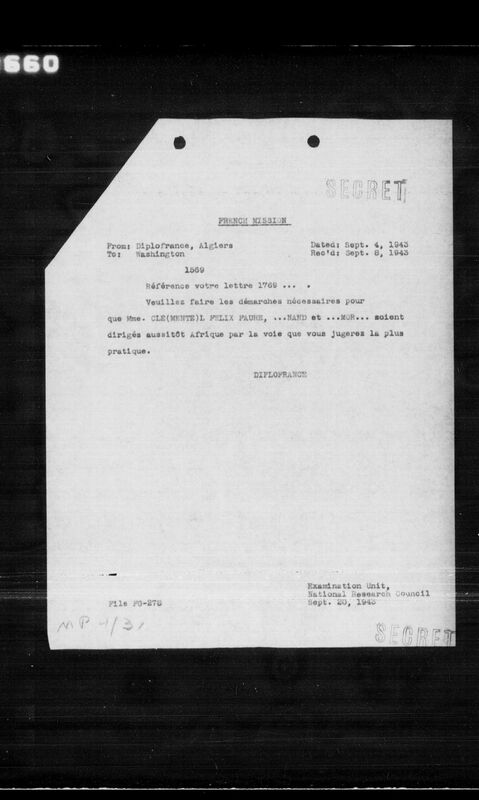 660
SECRET
FRENCH MISSION
From: Diplofrance, Algiers Dated: Sept. 4, 1943
To: Washington Rec'd: Sept. 8, 1943
1569
Référence votre lettre 1769 ... .
Veuillez faire les démarches nécessaires pour
que Mme. CLÉ(MENTE)L FELIX FAURE, ...NAND et ...MOR... soient
dirigés aussitôt Afrique par la voie que vous jugerez la plus
pratique.
DIPLOFRANCE
Examination Unit,
National Research Council
File FG-278 Sept. 20, 1943
SECRET